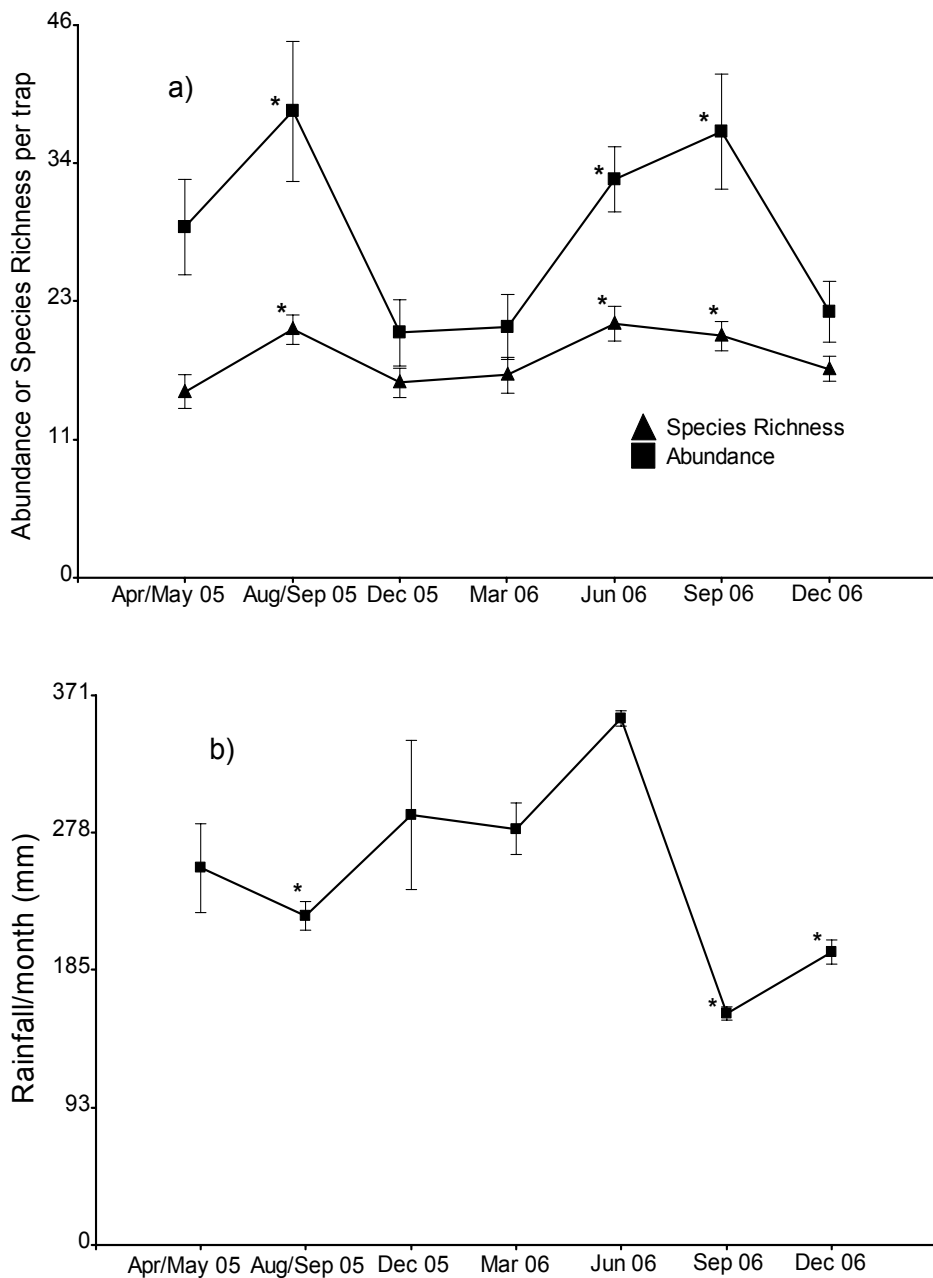 46
a)
*
*
34
*
Abundance or Species Richness per trap
23
*
*
*
11
Species Richness
Abundance
0
Apr/May 05 Aug/Sep 05 Dec 05 Mar 06 Jun 06 Sep 06 Dec 06
371
b)
278
Rainfall/month (mm)
*
*
185
*
93
0
Apr/May 05 Aug/Sep 05 Dec 05 Mar 06 Jun 06 Sep 06 Dec 06